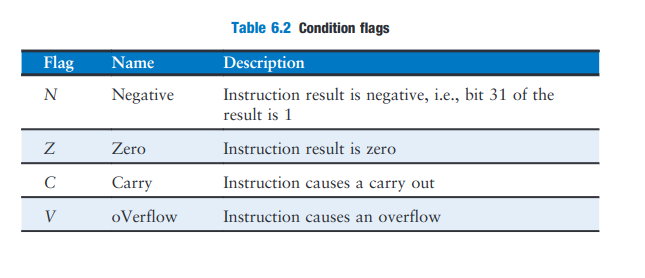 Table 6.2 Condition flags
Flag Name Description
N Negative Instruction result is negative, i.e., bit 31 of the
result is 1
Z Zero Instruction result is zero
C Carry Instruction causes a carry out
V oVerflow Instruction causes an overflow